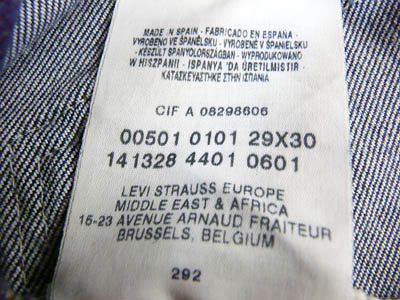 MADE IN SPAIN - FABRICADO EN ESPANA
VYROBENO VE ŠPANĚLSKU - VYROBENÉ V ŠPANIELSKU
- KÉSZÜLT SPANYOLORSZÁGBAN - WYPRODUKOWANO
W HISZPANII - ISPANYA 'DA ÜRETILMISTIR -
ΚΑΤΑΣΚΕΥΑΣΤΗΚΕ ΣΤΗΝ ΙΣΠΑΝΙΑ
CIF A 08298606
00501 0101 29X30
141328 4401 0601
LEVI STRAUSS EUROPE
MIDDLE EAST & AFRICA
15-23 AVENUE ARNAUD FRAITEUR
BRUSSELS, BELGIUM
292